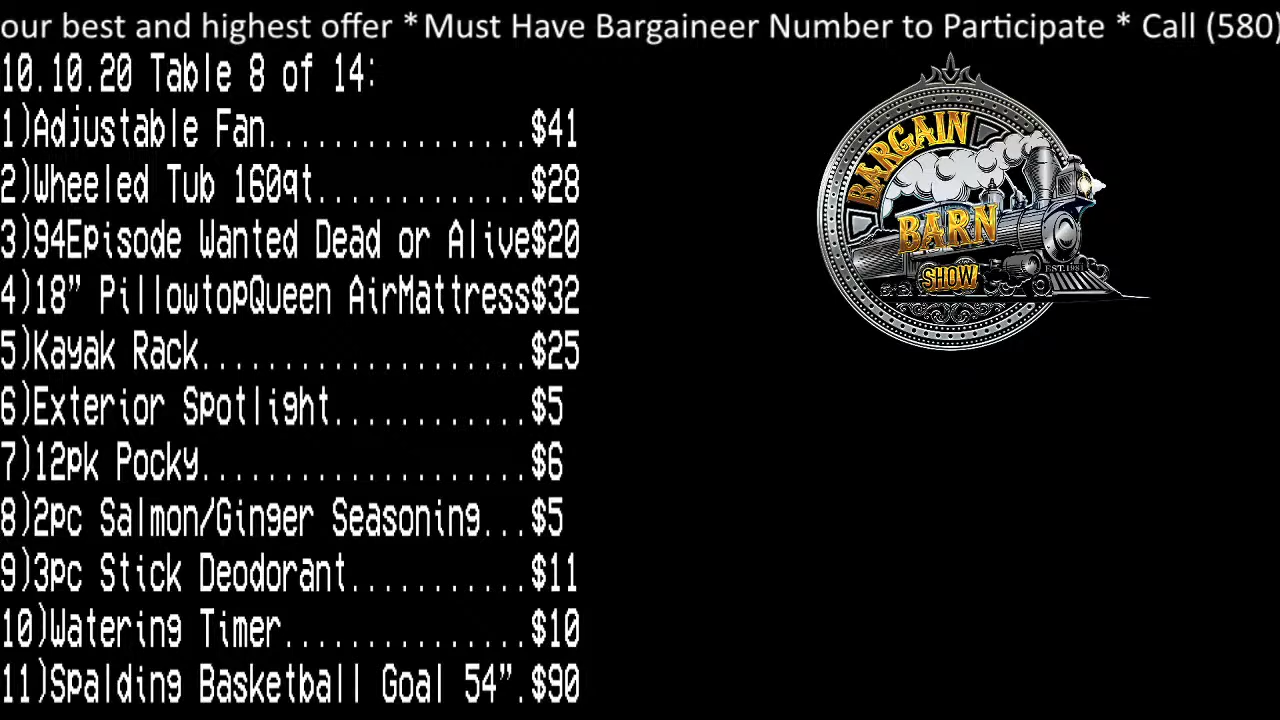 our best and highest offer *Must Have Bargaineer Number to Participate * Call (580)
10.10.20 Table 8 of 14:
1)Adjustable Fan................$41
2)Wheeled Tub 160qt.............$28
3)94Episode Wanted Dead or Alive$20
4)18” PillowtopQueen AirMattress$32
5)Kayak Rack....................$25
6)Exterior Spotlight............$5
7)12pk Pocky....................$6
8)2pc Salmon/Ginger Seasoning...$5
9)3pc Stick Deodorant...........$11
10)Watering Timer...............$10
11)Spalding Basketball Goal 54”.$90
BARGAIN
BARN
SHOW